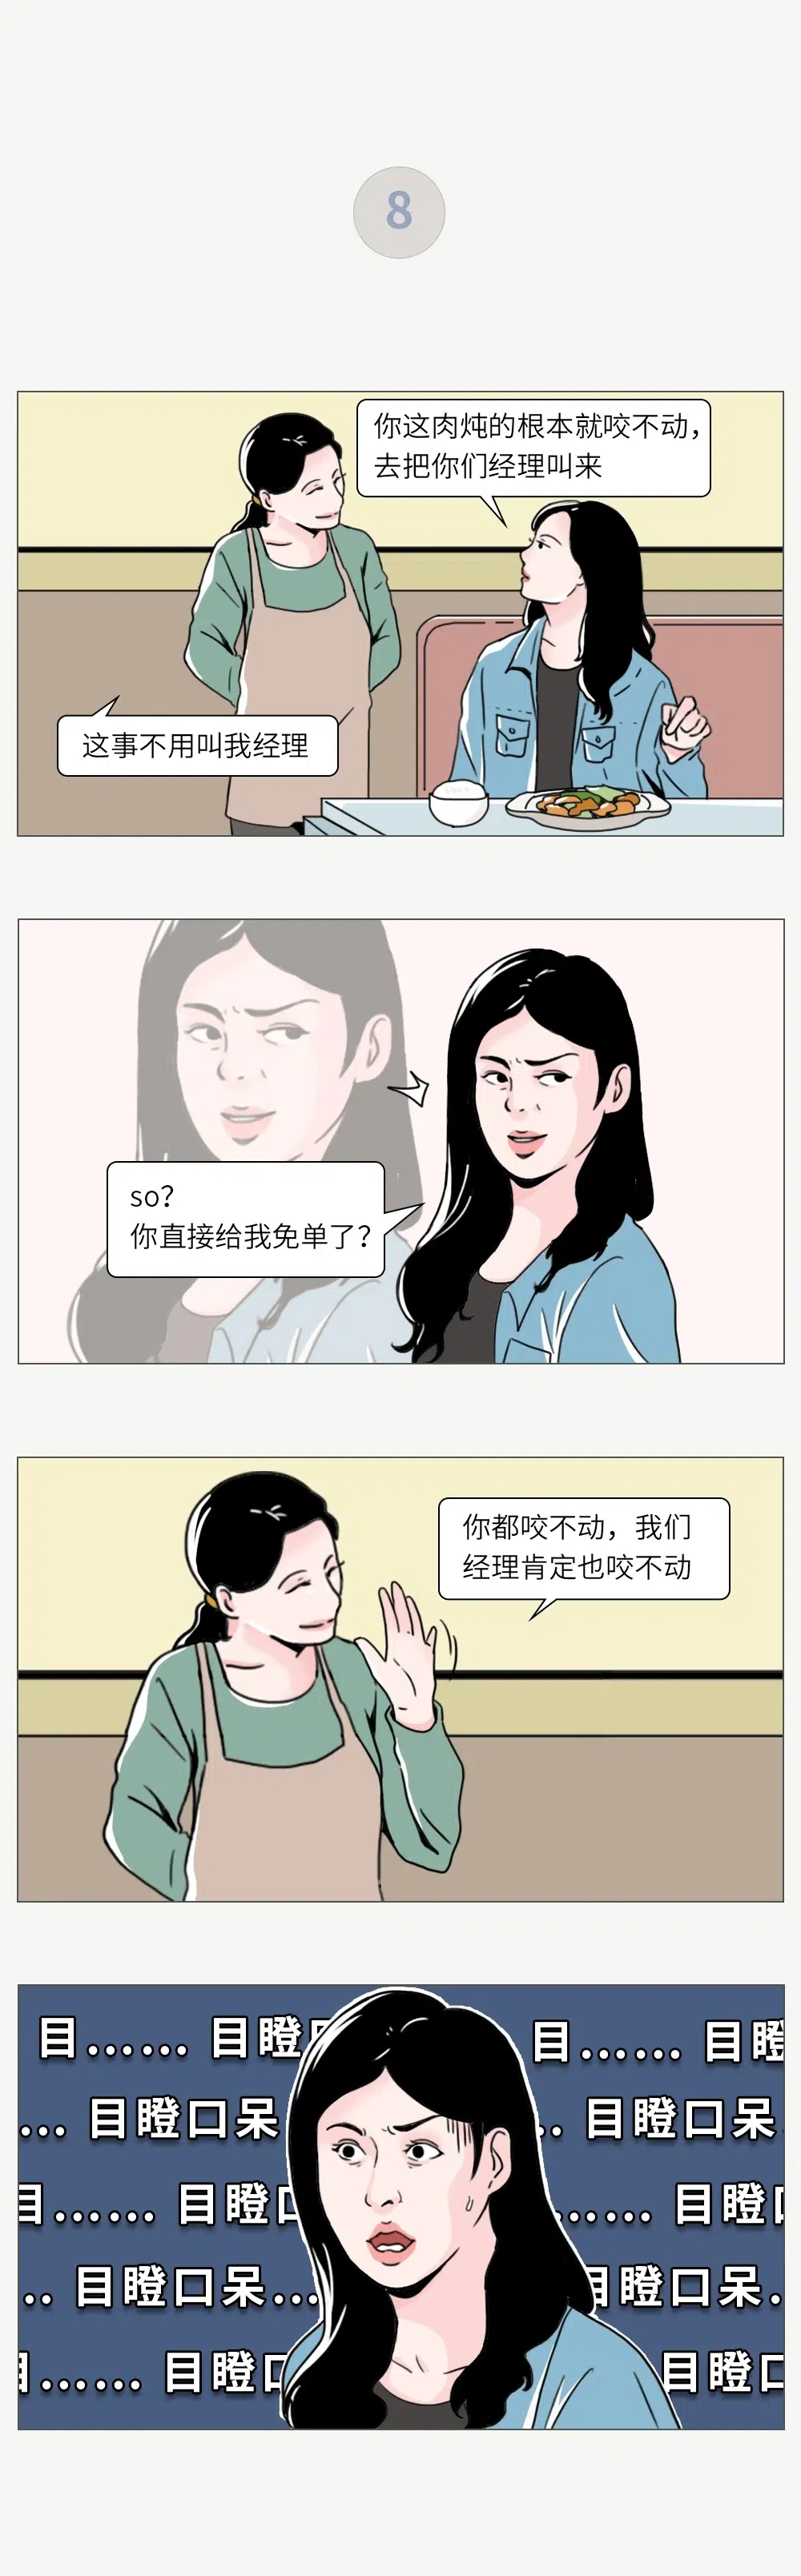 8
你这肉炖的根本就咬不动，
去把你们经理叫来
这事不用叫我经理
so？
你直接给我免单了？
你都咬不动，我们
经理肯定也咬不动
目…… 目瞪 目…… 目瞪
… 目瞪口呆 .. 目瞪口呆
目…… 目瞪口 …… 目瞪
.. 目瞪口呆… 目瞪口呆.
目…… 目瞪口 目瞪口